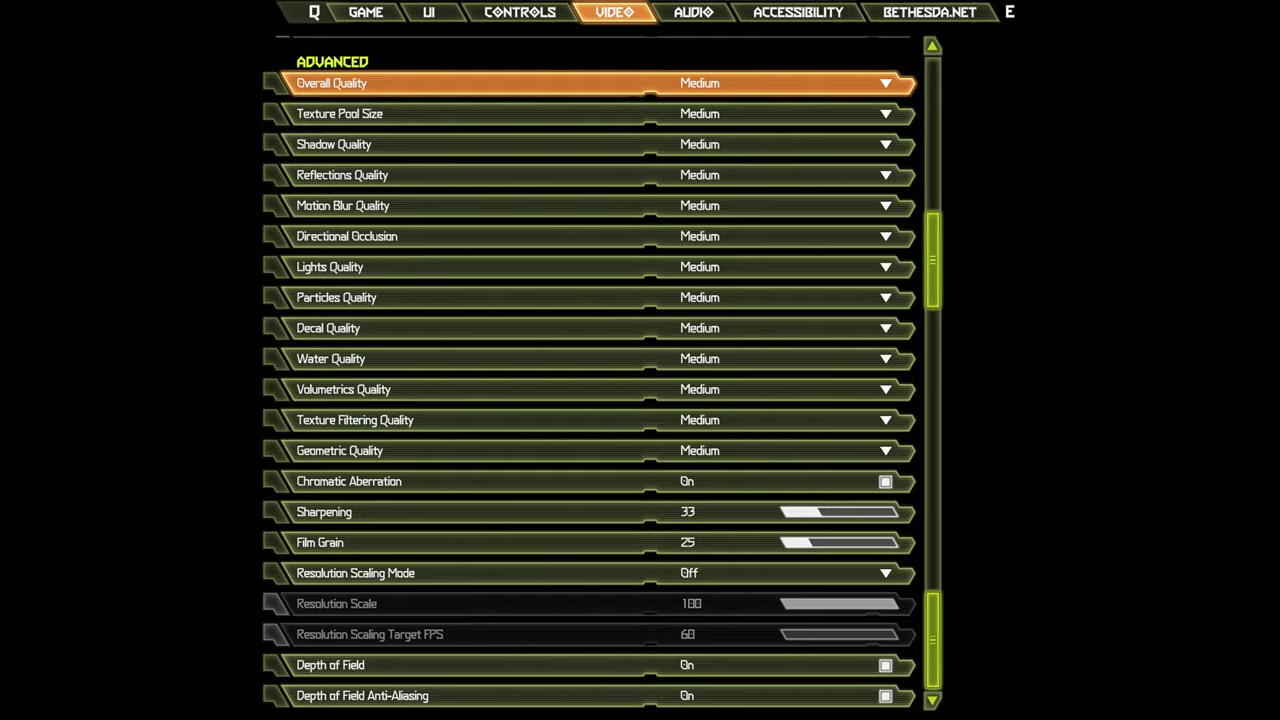 Q GAME UI CONTROLS VIDEO AUDIO ACCESSIBILITY BETHESDA.NET E
ADVANCED
Overall Quality Medium
Texture Pool Size Medium
Shadow Quality Medium
Reflections Quality Medium
Motion Blur Quality Medium
Directional Occlusion Medium
Lights Quality Medium
Particles Quality Medium
Decal Quality Medium
Water Quality Medium
Volumetrics Quality Medium
Texture Filtering Quality Medium
Geometric Quality Medium
Chromatic Aberration On
Sharpening 33
Film Grain 25
Resolution Scaling Mode Off
Resolution Scale 100
Resolution Scaling Target FPS 60
Depth of Field On
Depth of Field Anti-Aliasing On